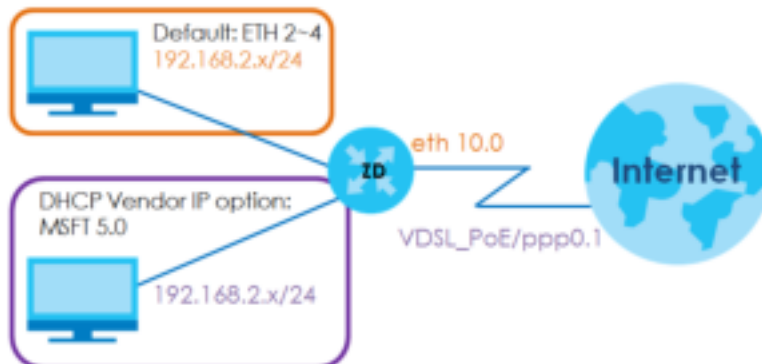 Default: ETH 2~4
192.168.2.x/24
eth 10.0
ZD
Internet
DHCP Vendor IP option:
MSFT 5.0
VDSL_PoE/ppp0.1
192.168.2.x/24